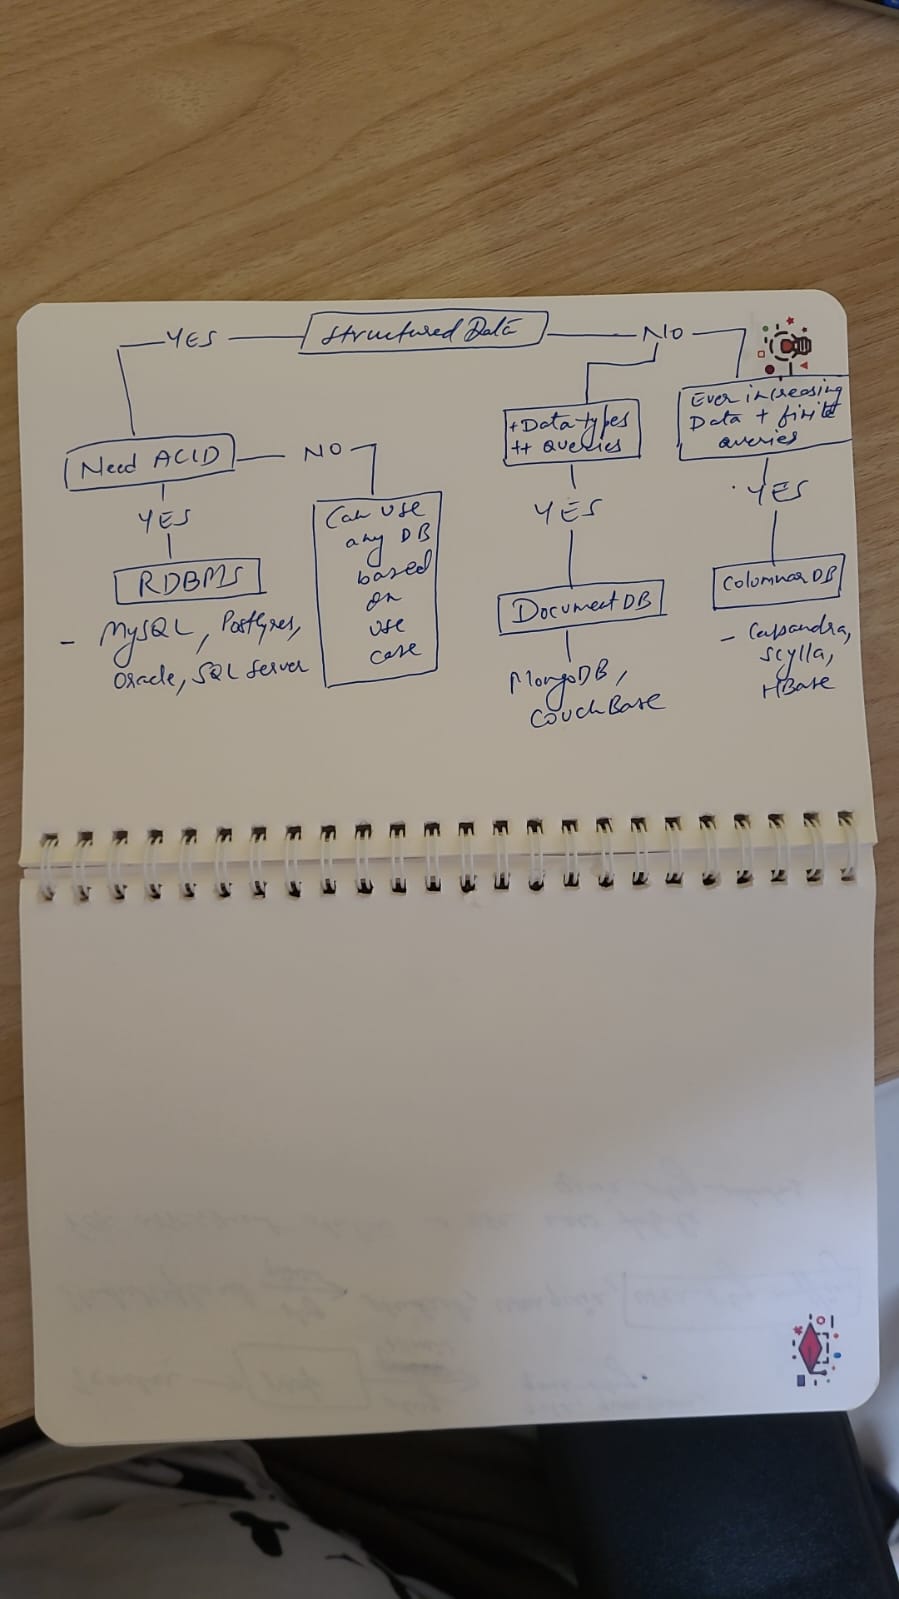 Structured Data
YES
NO
Need ACID
NO
YES
RDBMS
- MySQL, Postgres,
Oracle, SQL Server
Can use
any DB
based
on
use
case
+ Data types
++ queries
YES
Document DB
MongoDB,
CouchBase
Ever increasing
Data + finite
queries
YES
Columnar DB
- Cassandra,
Scylla,
HBase